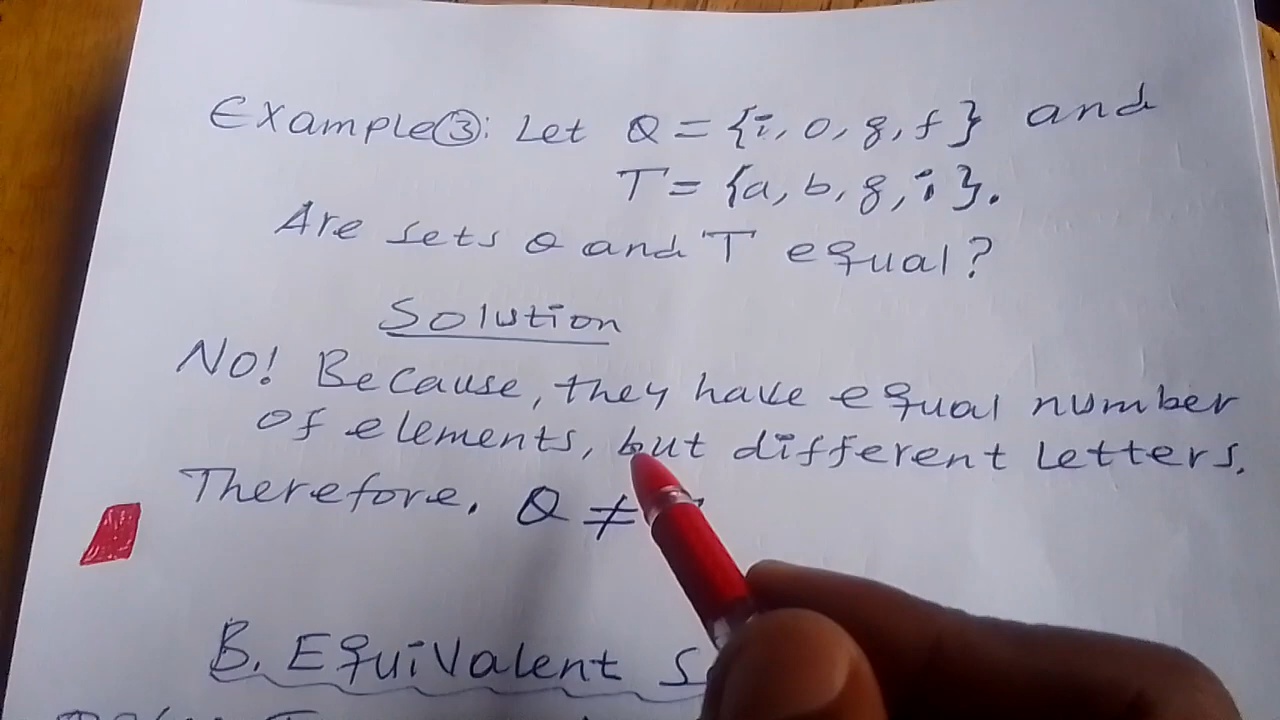 Example③: Let Q = {i, o, g, f} and
T = {a, b, g, i}.
Are sets Q and T equal?
Solution
NO! Because, they have equal number
of elements, but different letters.
Therefore, Q ≠
B. Equivalent S